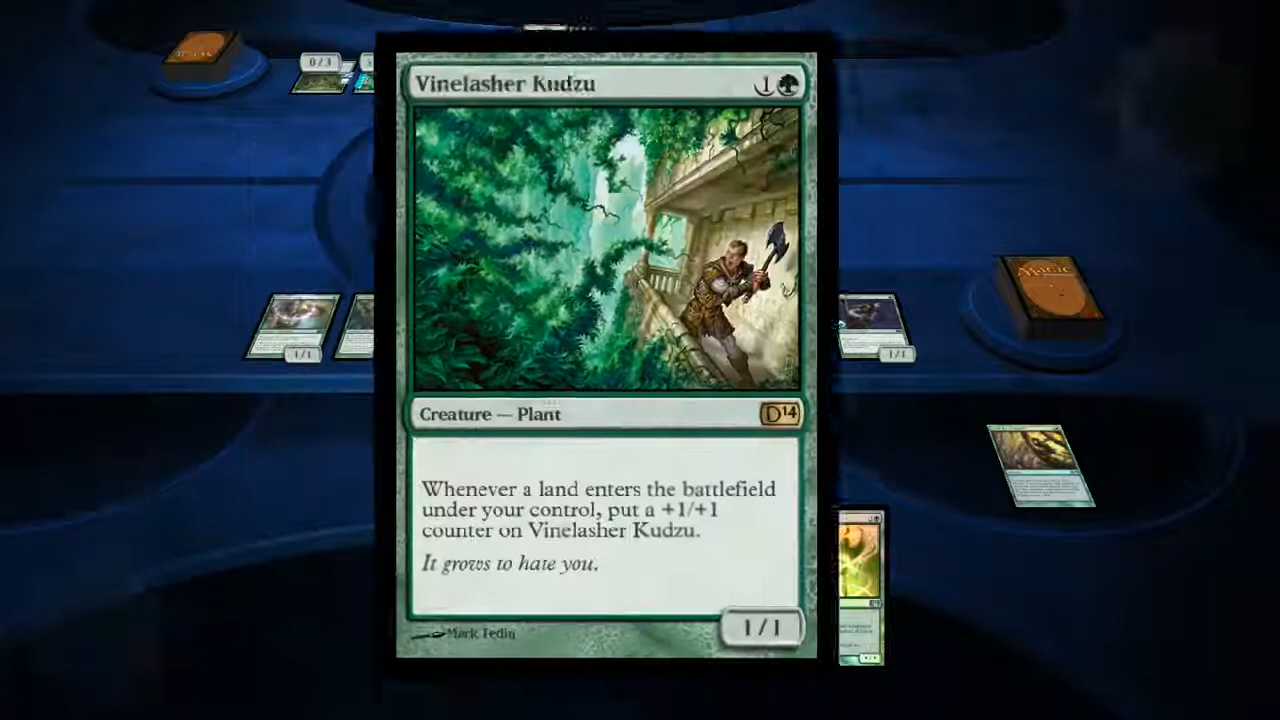 0/3
Vinelasher Kudzu
1
MAGIC
1/1
1/1
Creature — Plant
D14
Whenever a land enters the battlefield
under your control, put a +1/+1
counter on Vinelasher Kudzu.
It grows to hate you.
Mark Tedin
1/1